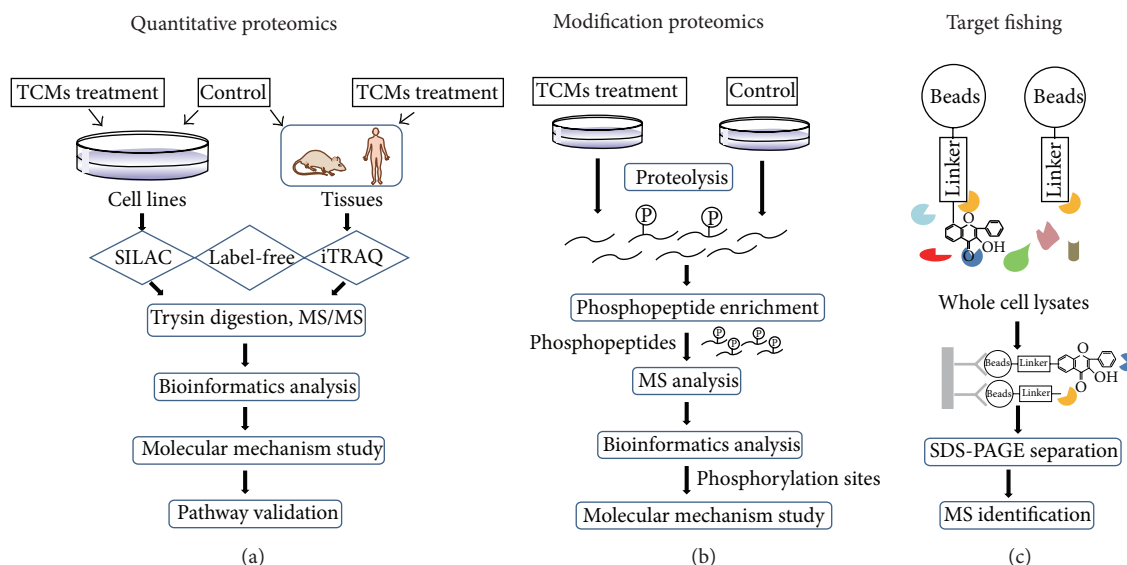 Quantitative proteomics
TCMs treatment
Control
TCMs treatment
Cell lines
Tissues
SILAC
Label-free
iTRAQ
Trysin digestion, MS/MS
Bioinformatics analysis
Molecular mechanism study
Pathway validation
(a)
Modification proteomics
TCMs treatment
Control
Proteolysis
P
P
Phosphopeptide enrichment
Phosphopeptides
P
P
P
P
MS analysis
Bioinformatics analysis
Phosphorylation sites
Molecular mechanism study
(b)
Target fishing
Beads
Beads
Linker
Linker
O
OH
O
Whole cell lysates
Beads
Linker
O
OH
O
Beads
Linker
SDS-PAGE separation
MS identification
(c)